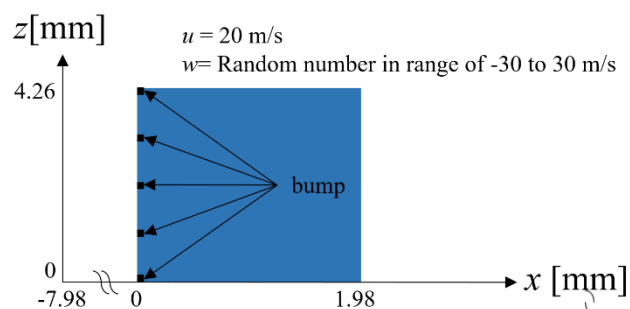 z[mm]
u = 20 m/s
w= Random number in range of -30 to 30 m/s
4.26
bump
0
-7.98
0
1.98
x [mm]